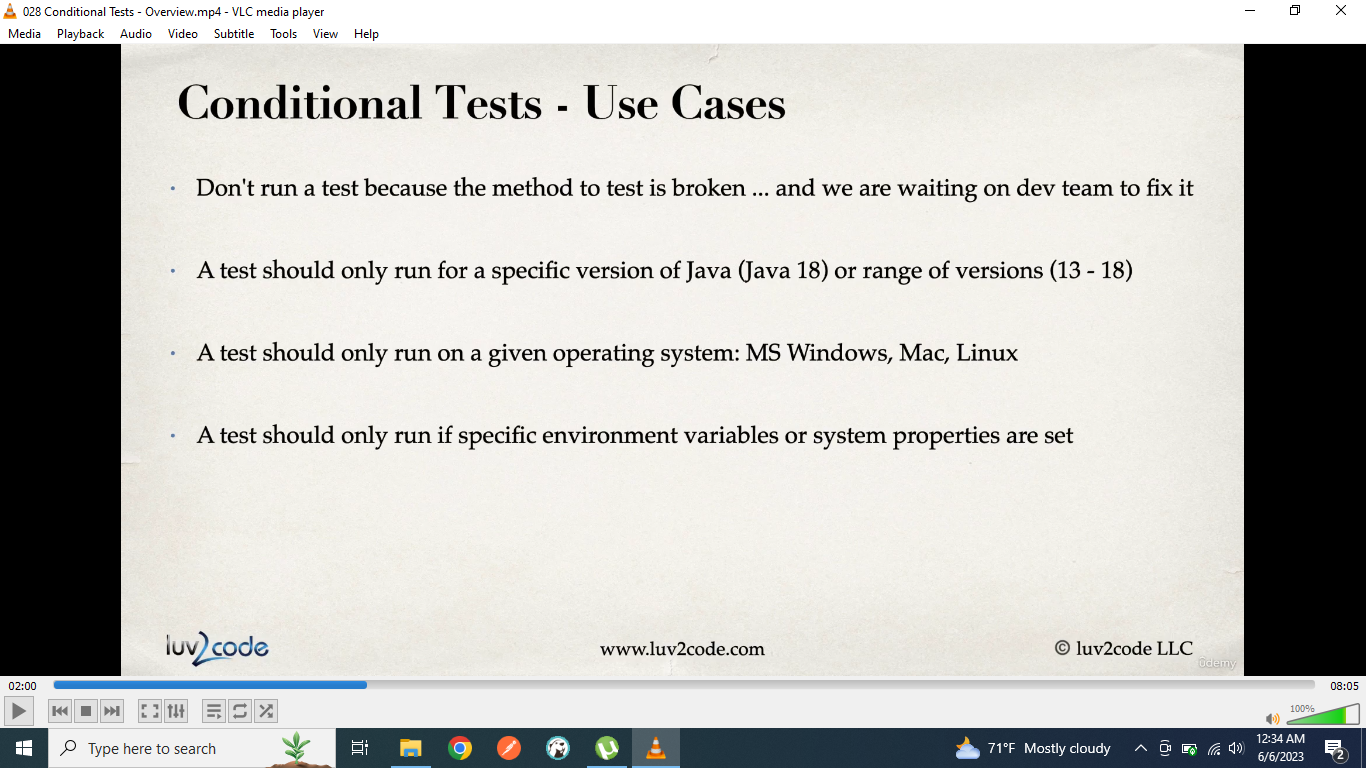 028 Conditional Tests - Overview.mp4 - VLC media player
Media Playback Audio Video Subtitle Tools View Help
Conditional Tests - Use Cases
· Don't run a test because the method to test is broken ... and we are waiting on dev team to fix it
· A test should only run for a specific version of Java (Java 18) or range of versions (13 - 18)
· A test should only run on a given operating system: MS Windows, Mac, Linux
· A test should only run if specific environment variables or system properties are set
luv2code
www.luv2code.com
© luv2code LLC
ûdemy
02:00
08:05
100%
Type here to search
71°F Mostly cloudy
12:34 AM
6/6/2023
2